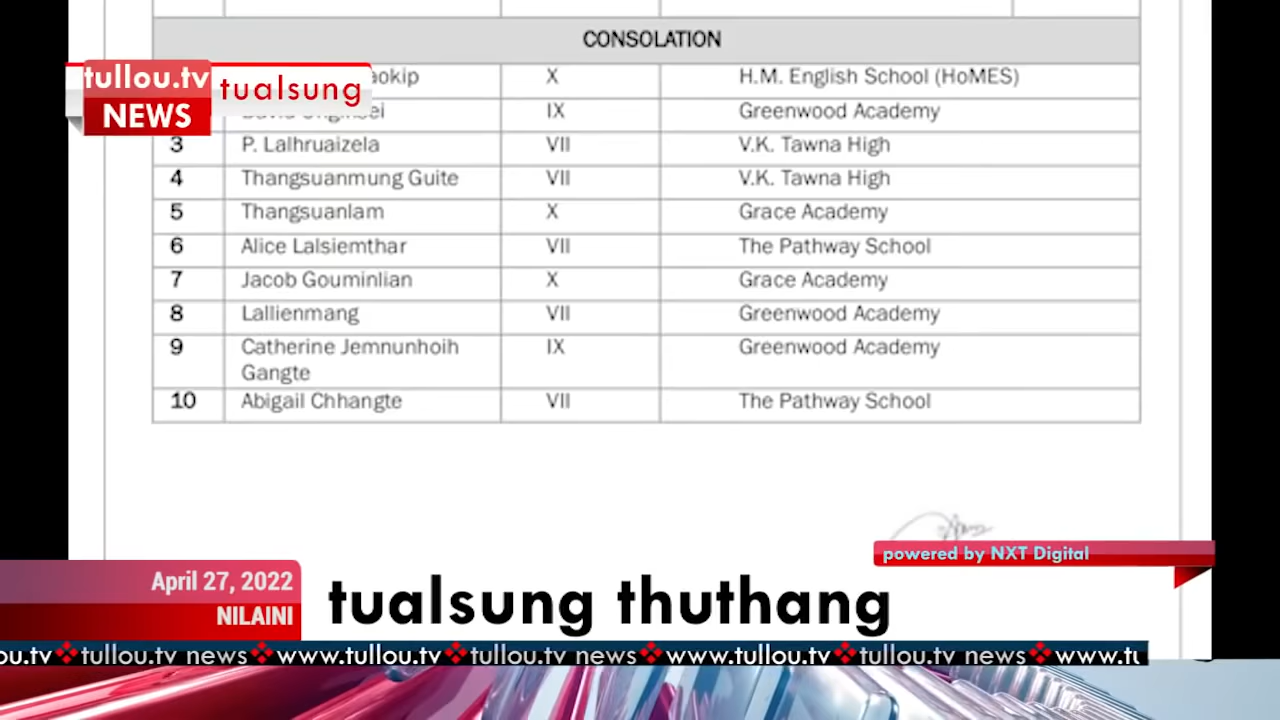 CONSOLATION
tullou.tv
NEWS
tualsung
X H.M. English School (HoMES)
IX Greenwood Academy
3 P. Lalhruaizela VII V.K. Tawna High
4 Thangsuanmung Guite VII V.K. Tawna High
5 Thangsuanlam X Grace Academy
6 Alice Lalsiemthar VII The Pathway School
7 Jacob Gouminlian X Grace Academy
8 Lallienmang VII Greenwood Academy
9 Catherine Jemnunhoih IX Greenwood Academy
Gangte
10 Abigail Chhangte VII The Pathway School
powered by NXT Digital
April 27, 2022
NILAINI
tualsung thuthang
ou.tv❖tullou.tv news❖www.tullou.tv❖tullou.tv news❖www.tullou.tv❖tullou.tv news❖www.tu